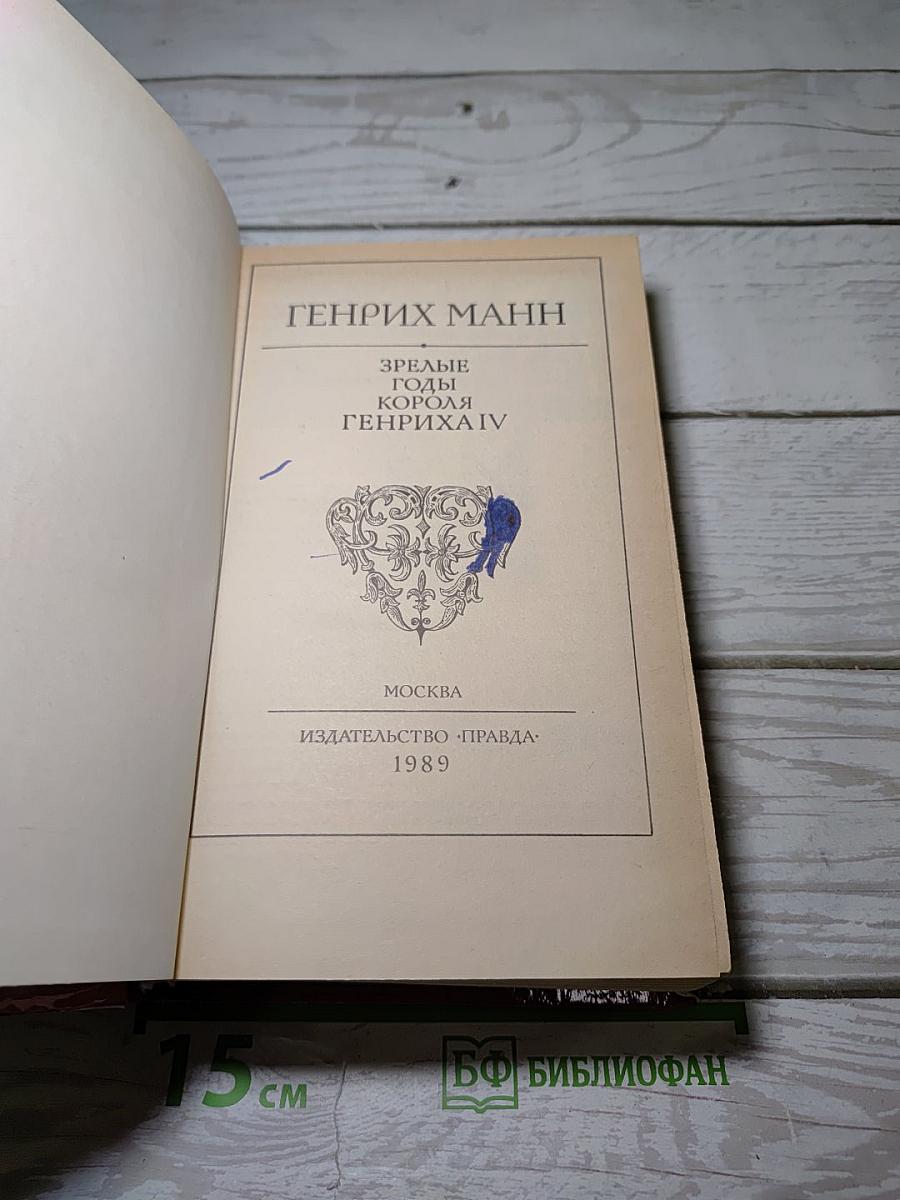 ГЕНРИХ МАНН
ЗРЕЛЫЕ
ГОДЫ
КОРОЛЯ
ГЕНРИХА IV
МОСКВА
ИЗДАТЕЛЬСТВО «ПРАВДА»
1989
15 см
БФ БИБЛИОФАН